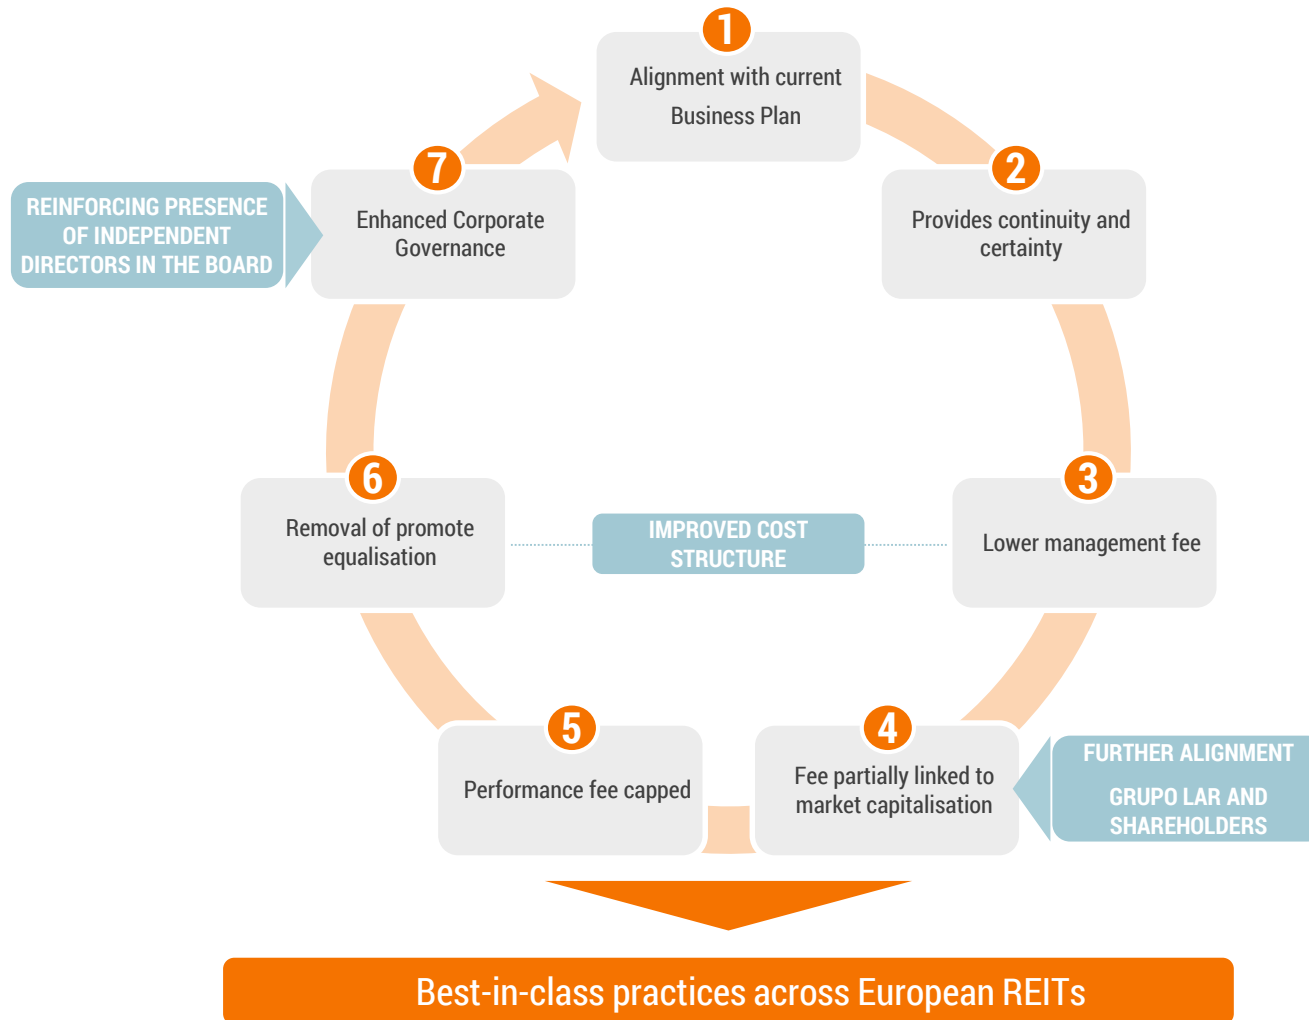 1
Alignment with current
Business Plan
2
Provides continuity and
certainty
3
Lower management fee
4
Fee partially linked to
market capitalisation
FURTHER ALIGNMENT
GRUPO LAR AND
SHAREHOLDERS
5
Performance fee capped
6
Removal of promote
equalisation
IMPROVED COST
STRUCTURE
7
Enhanced Corporate
Governance
REINFORCING PRESENCE
OF INDEPENDENT
DIRECTORS IN THE BOARD
Best-in-class practices across European REITs